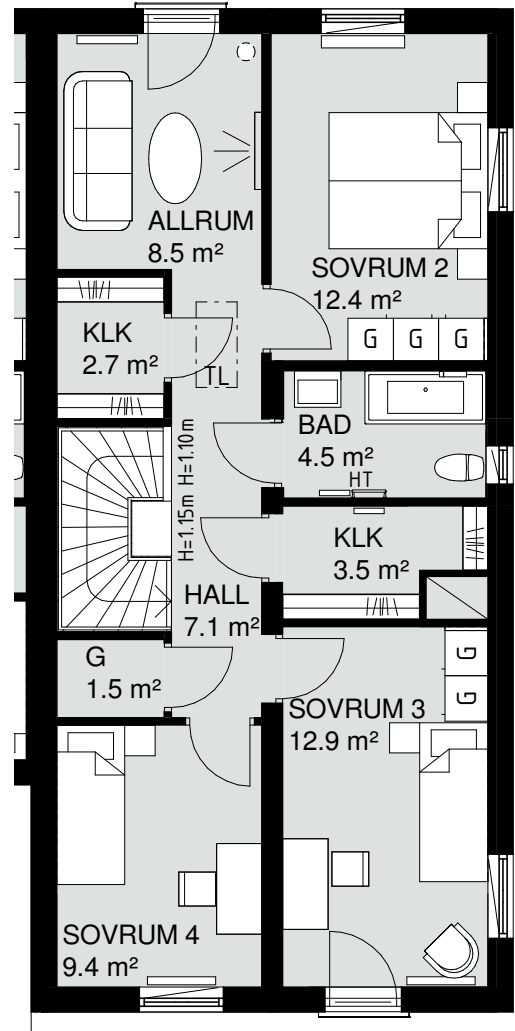 ALLRUM
8.5 m²
SOVRUM 2
12.4 m²
G G G
KLK
2.7 m²
TL
BAD
4.5 m²
HT
H=1.15m H=1.10m
KLK
3.5 m²
HALL
7.1 m²
G
1.5 m²
G
G
SOVRUM 3
12.9 m²
SOVRUM 4
9.4 m²